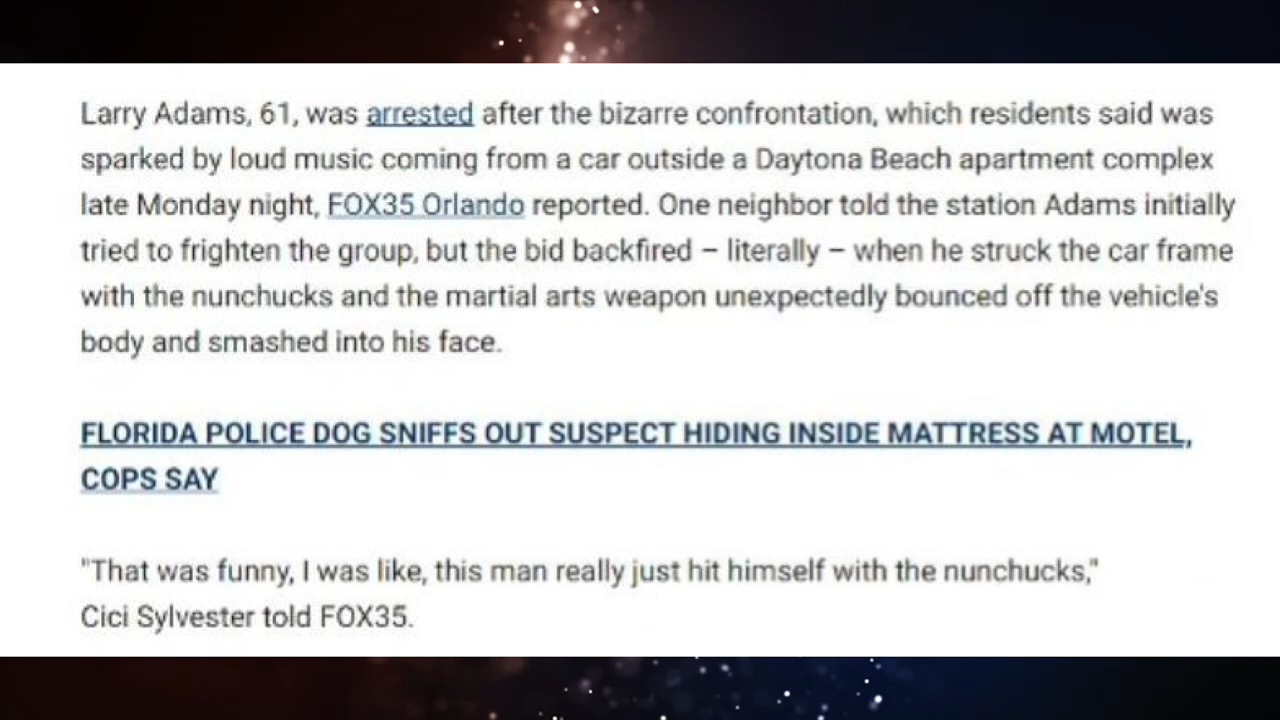 Larry Adams, 61, was arrested after the bizarre confrontation, which residents said was
sparked by loud music coming from a car outside a Daytona Beach apartment complex
late Monday night, FOX35 Orlando reported. One neighbor told the station Adams initially
tried to frighten the group, but the bid backfired – literally – when he struck the car frame
with the nunchucks and the martial arts weapon unexpectedly bounced off the vehicle's
body and smashed into his face.
FLORIDA POLICE DOG SNIFFS OUT SUSPECT HIDING INSIDE MATTRESS AT MOTEL,
COPS SAY
"That was funny, I was like, this man really just hit himself with the nunchucks,"
Cici Sylvester told FOX35.